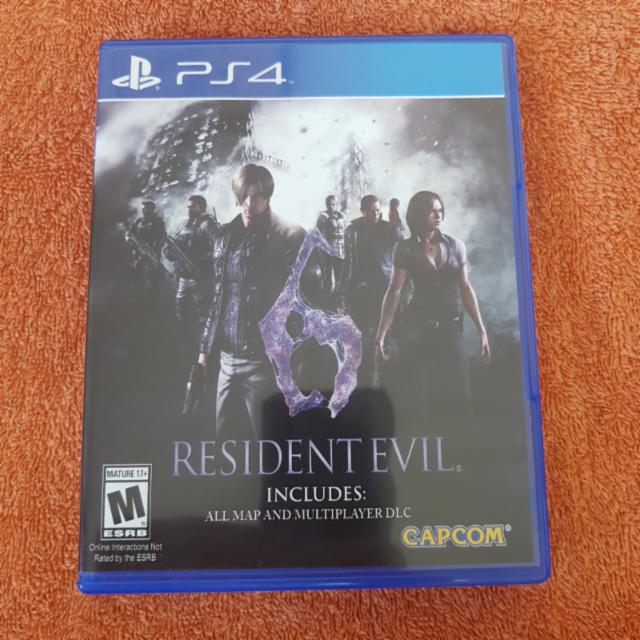 PS4
6
RESIDENT EVIL®
INCLUDES:
ALL MAP AND MULTIPLAYER DLC
MATURE 17+
M
ESRB
Online Interactions Not
Rated by the ESRB
CAPCOM®